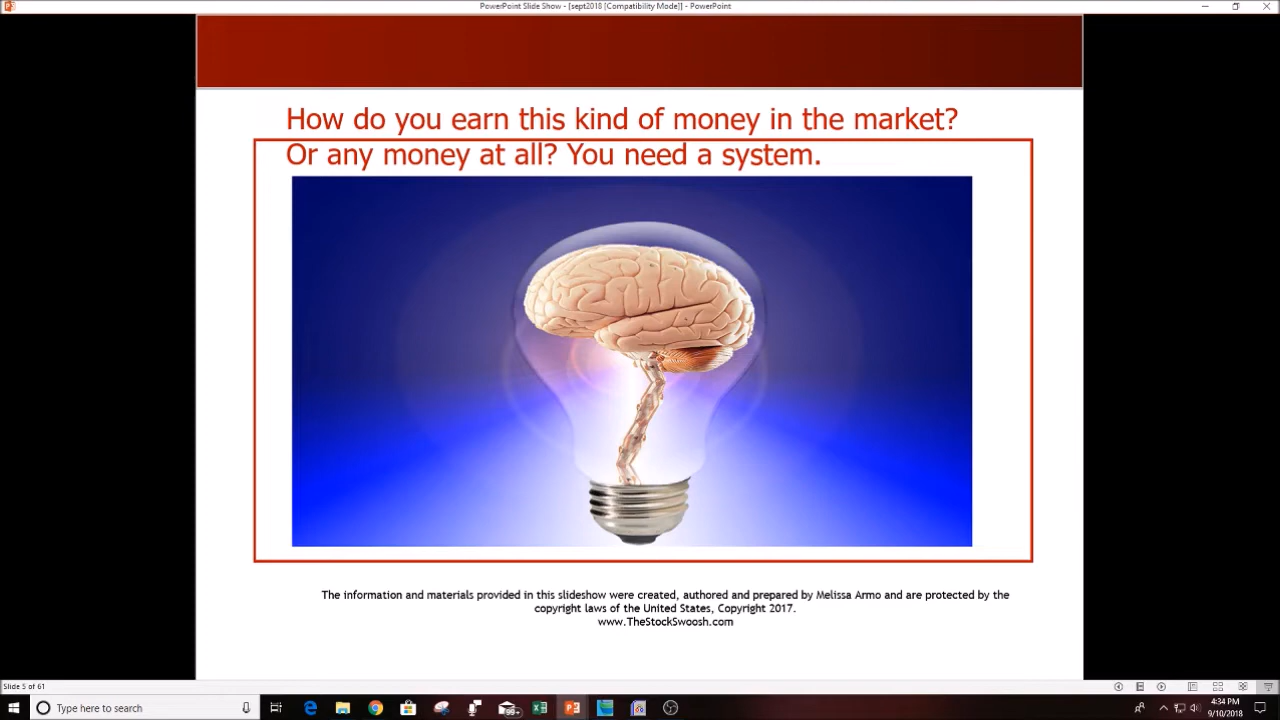 PowerPoint Slide Show - [sept2018 [Compatibility Mode]] - PowerPoint
How do you earn this kind of money in the market?
Or any money at all? You need a system.
The information and materials provided in this slideshow were created, authored and prepared by Melissa Armo and are protected by the
copyright laws of the United States, Copyright 2017.
www.TheStockSwoosh.com
Slide 5 of 61
Type here to search
4:34 PM
9/10/2018